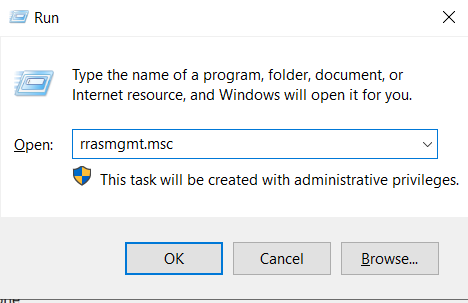 Run
Type the name of a program, folder, document, or
Internet resource, and Windows will open it for you.
Open: rrasmgmt.msc
This task will be created with administrative privileges.
OK Cancel Browse...